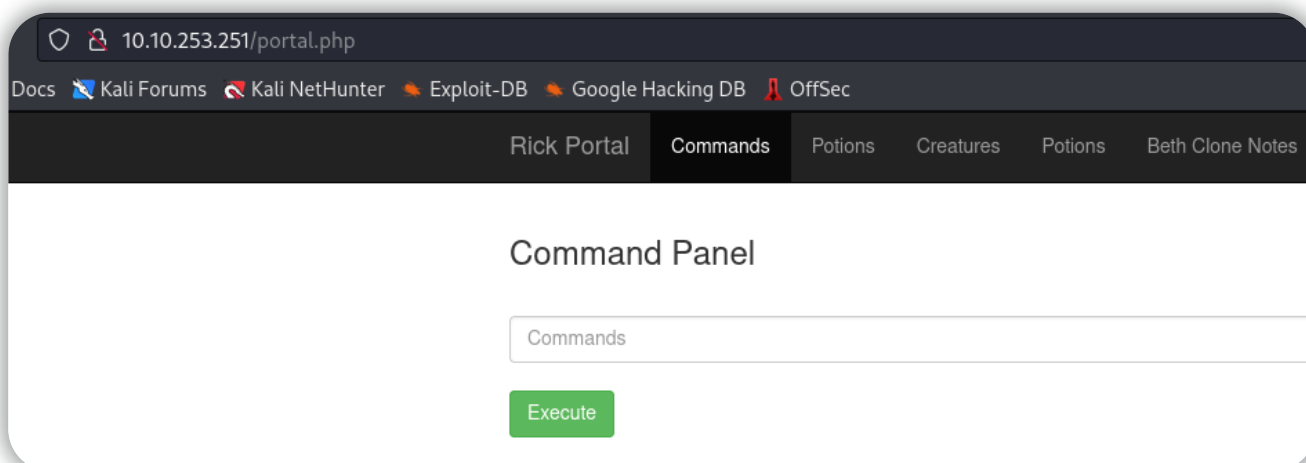 10.10.253.251/portal.php
Docs Kali Forums Kali NetHunter Exploit-DB Google Hacking DB OffSec
Rick Portal Commands Potions Creatures Potions Beth Clone Notes
Command Panel
Commands
Execute